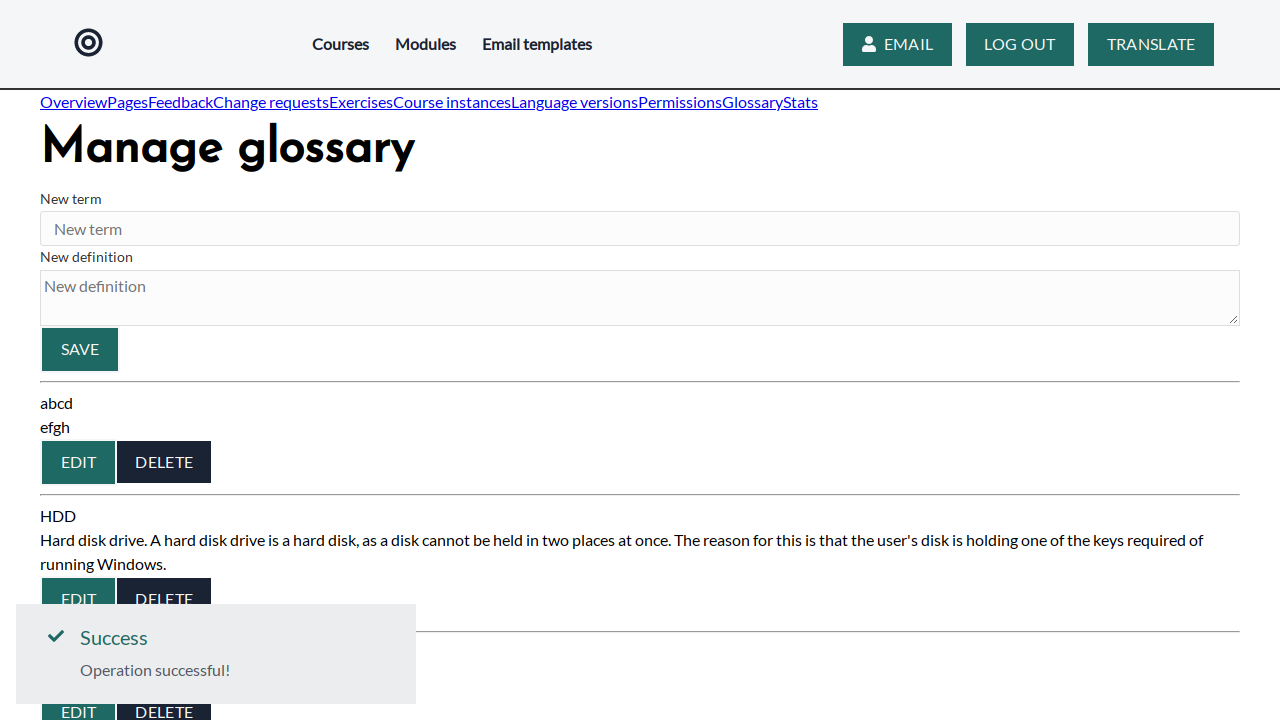 Courses Modules Email templates EMAIL LOG OUT TRANSLATE
OverviewPagesFeedbackChange requestsExercisesCourse instancesLanguage versionsPermissionsGlossaryStats
Manage glossary
New term
New term
New definition
New definition
SAVE
abcd
efgh
EDIT DELETE
HDD
Hard disk drive. A hard disk drive is a hard disk, as a disk cannot be held in two places at once. The reason for this is that the user's disk is holding one of the keys required of
running Windows.
EDIT DELETE
Success
Operation successful!
EDIT DELETE